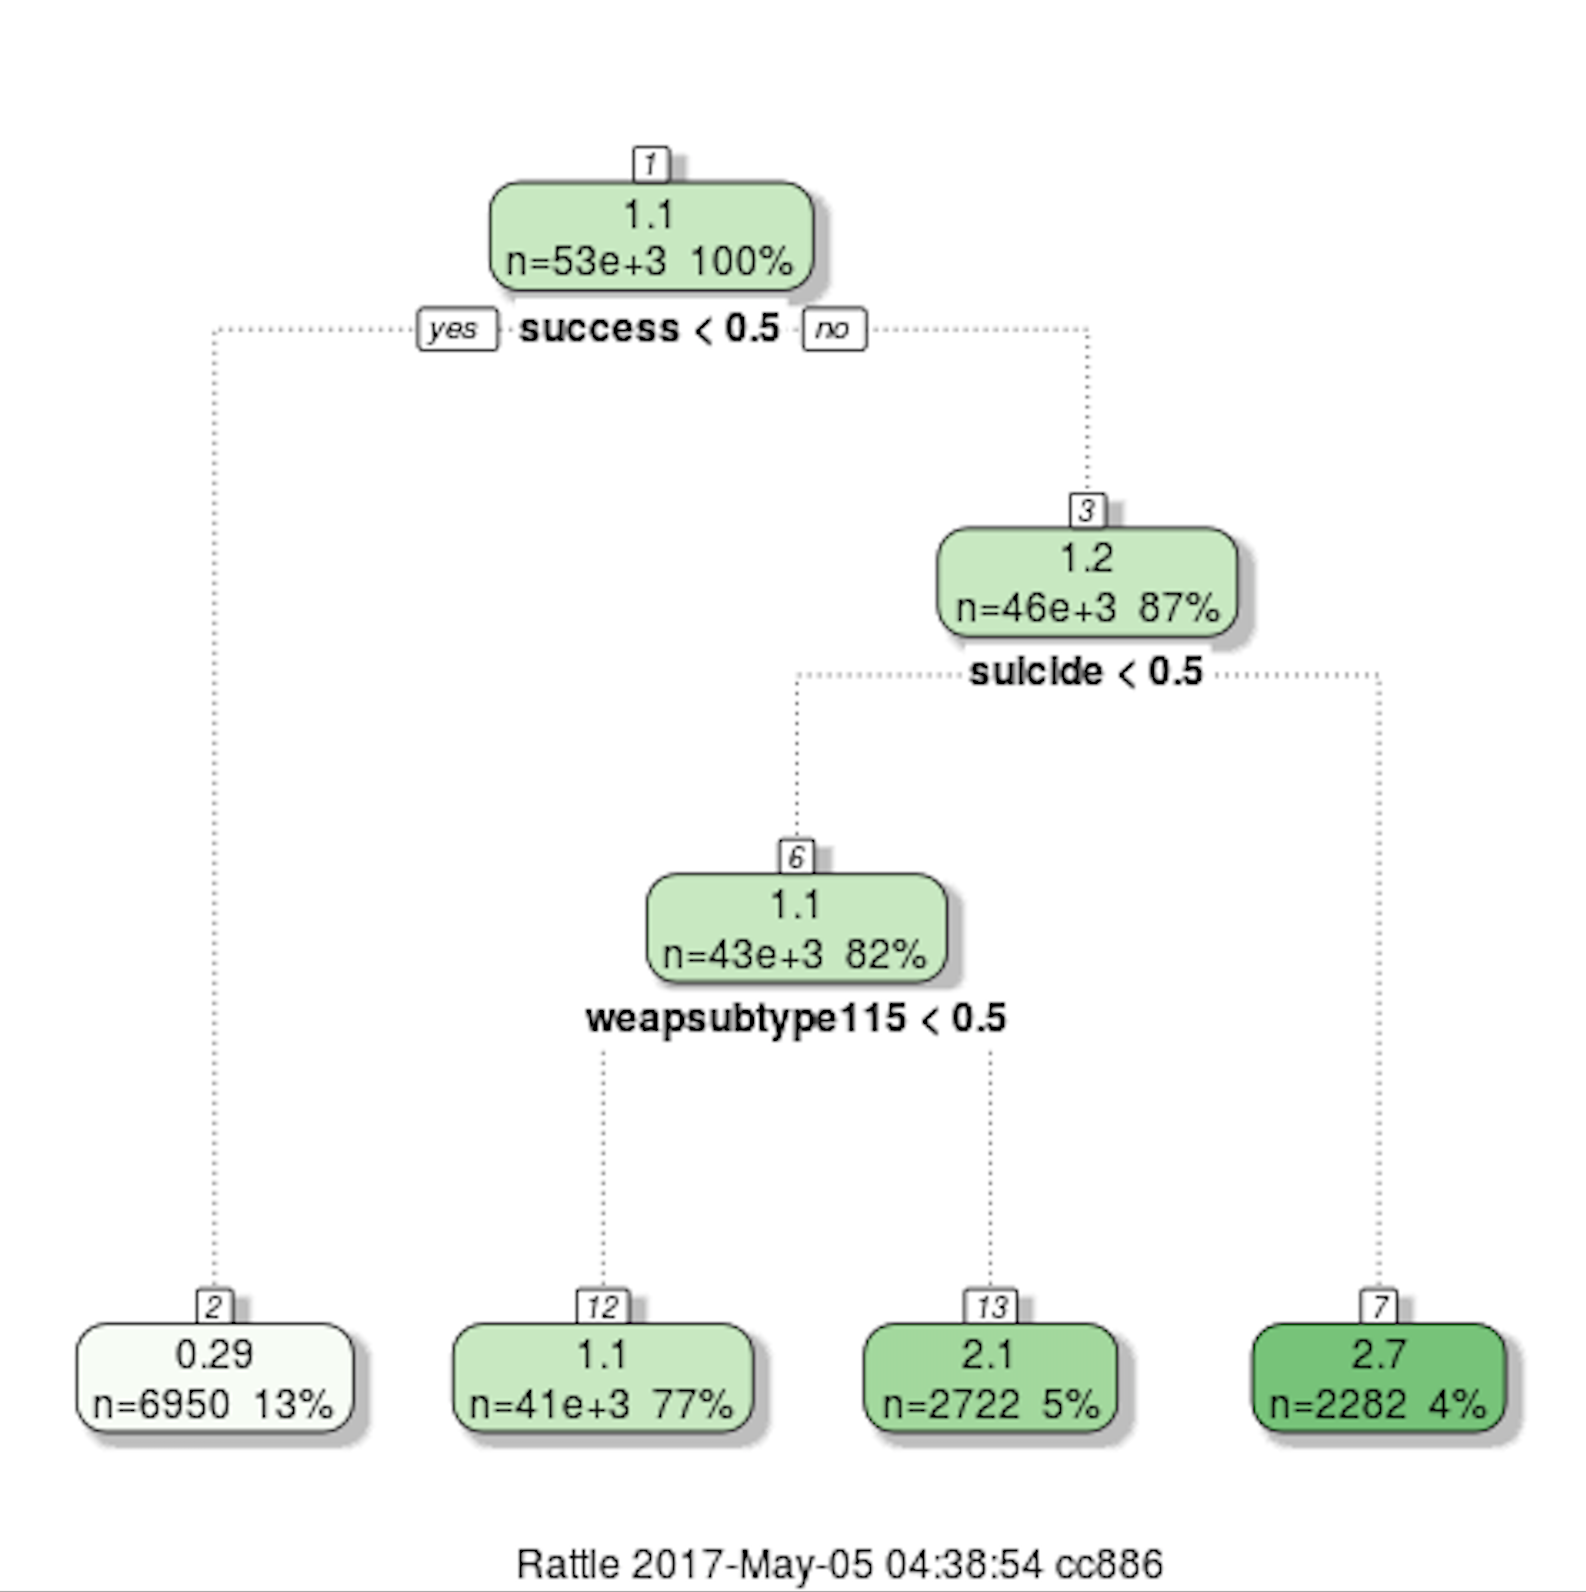 1
1.1
n=53e+3 100%
yes success < 0.5 no
3
1.2
n=46e+3 87%
suicide < 0.5
6
1.1
n=43e+3 82%
weapsubtype115 < 0.5
2
0.29
n=6950 13%
12
1.1
n=41e+3 77%
13
2.1
n=2722 5%
7
2.7
n=2282 4%
Rattle 2017-May-05 04:38:54 cc886